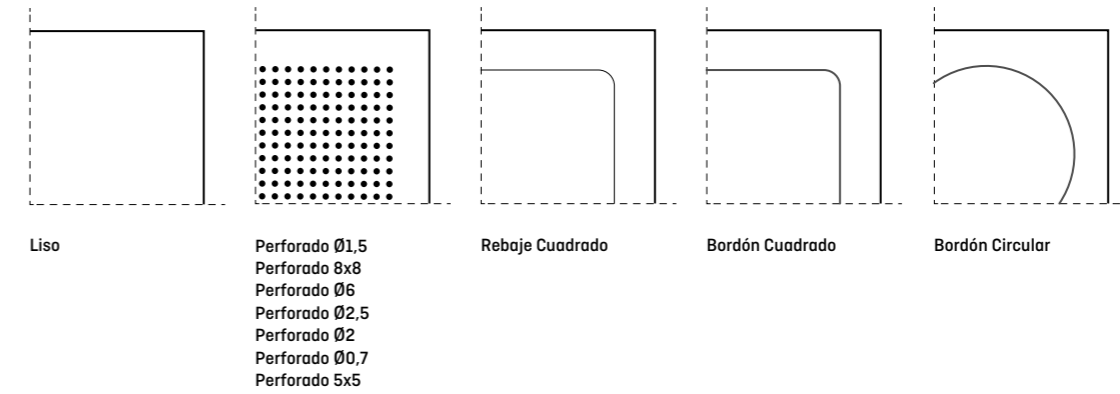 Liso
Perforado Ø1,5
Perforado 8x8
Perforado Ø6
Perforado Ø2,5
Perforado Ø2
Perforado Ø0,7
Perforado 5x5
Rebaje Cuadrado
Bordón Cuadrado
Bordón Circular